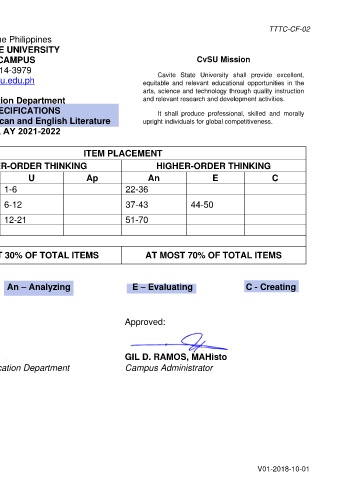 TTTC-CF-02
ne Philippines
E UNIVERSITY
CAMPUS
14-3979
u.edu.ph
CvSU Mission
Cavite State University shall provide excellent,
equitable and relevant educational opportunities in the
arts, science and technology through quality instruction
and relevant research and development activities.
It shall produce professional, skilled and morally
upright individuals for global competitiveness.
tion Department
ECIFICATIONS
ican and English Literature
, AY 2021-2022
ITEM PLACEMENT
R-ORDER THINKING HIGHER-ORDER THINKING
U Ap An E C
1-6 22-36
6-12 37-43 44-50
12-21 51-70
T 30% OF TOTAL ITEMS AT MOST 70% OF TOTAL ITEMS
An – Analyzing E – Evaluating C - Creating
Approved:
GIL D. RAMOS, MAHisto
cation Department Campus Administrator
V01-2018-10-01